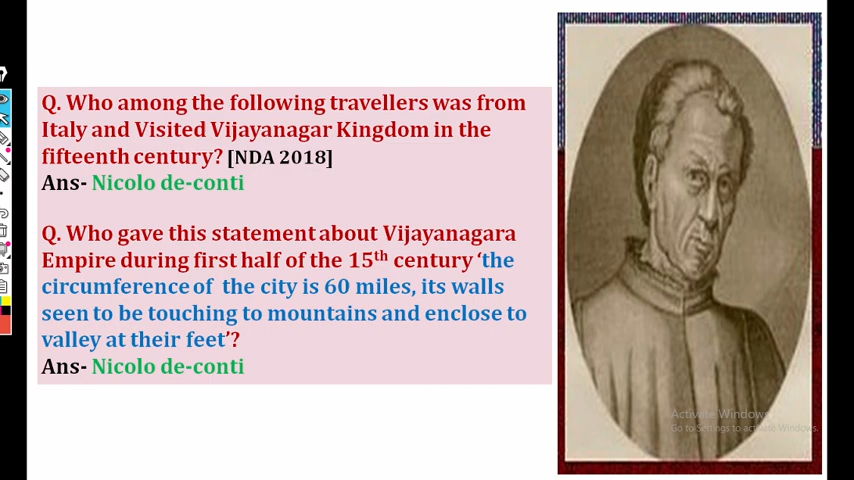 Q. Who among the following travellers was from
Italy and Visited Vijayanagar Kingdom in the
fifteenth century? [NDA 2018]
Ans- Nicolo de-conti
Q. Who gave this statement about Vijayanagara
Empire during first half of the 15th century ‘the
circumference of the city is 60 miles, its walls
seen to be touching to mountains and enclose to
valley at their feet’?
Ans- Nicolo de-conti
Activate Windows
Go to Settings to activate Windows.